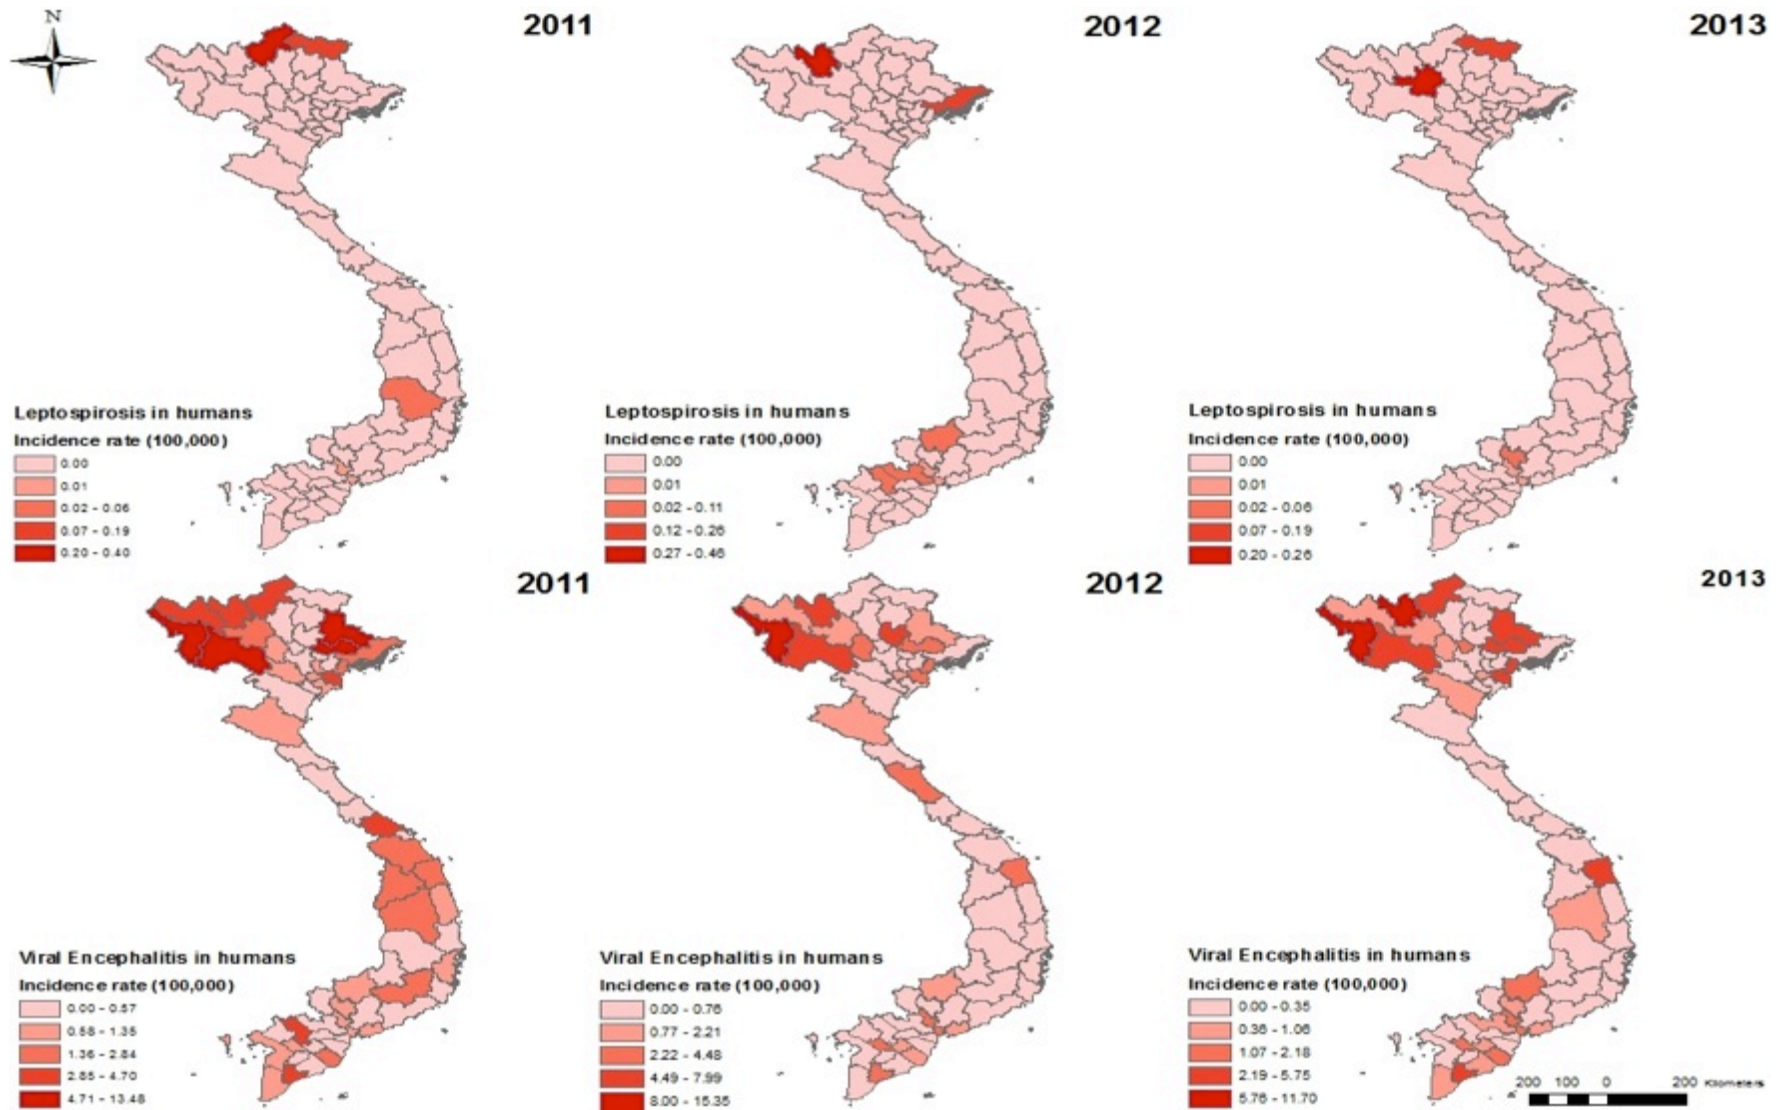 N
2011
2012
2013
Leptospirosis in humans
Incidence rate (100,000)
0.00
0.01
0.02 - 0.06
0.07 - 0.19
0.20 - 0.40
Leptospirosis in humans
Incidence rate (100,000)
0.00
0.01
0.02 - 0.11
0.12 - 0.26
0.27 - 0.46
Leptospirosis in humans
Incidence rate (100,000)
0.00
0.01
0.02 - 0.06
0.07 - 0.19
0.20 - 0.26
2011
2012
2013
Viral Encephalitis in humans
Incidence rate (100,000)
0.00 - 0.57
0.58 - 1.35
1.36 - 2.84
2.85 - 4.70
4.71 - 13.48
Viral Encephalitis in humans
Incidence rate (100,000)
0.00 - 0.76
0.77 - 2.21
2.22 - 4.48
4.49 - 7.99
8.00 - 15.35
Viral Encephalitis in humans
Incidence rate (100,000)
0.00 - 0.35
0.36 - 1.06
1.07 - 2.18
2.19 - 5.75
5.76 - 11.70
200 100 0 200 Kilometers